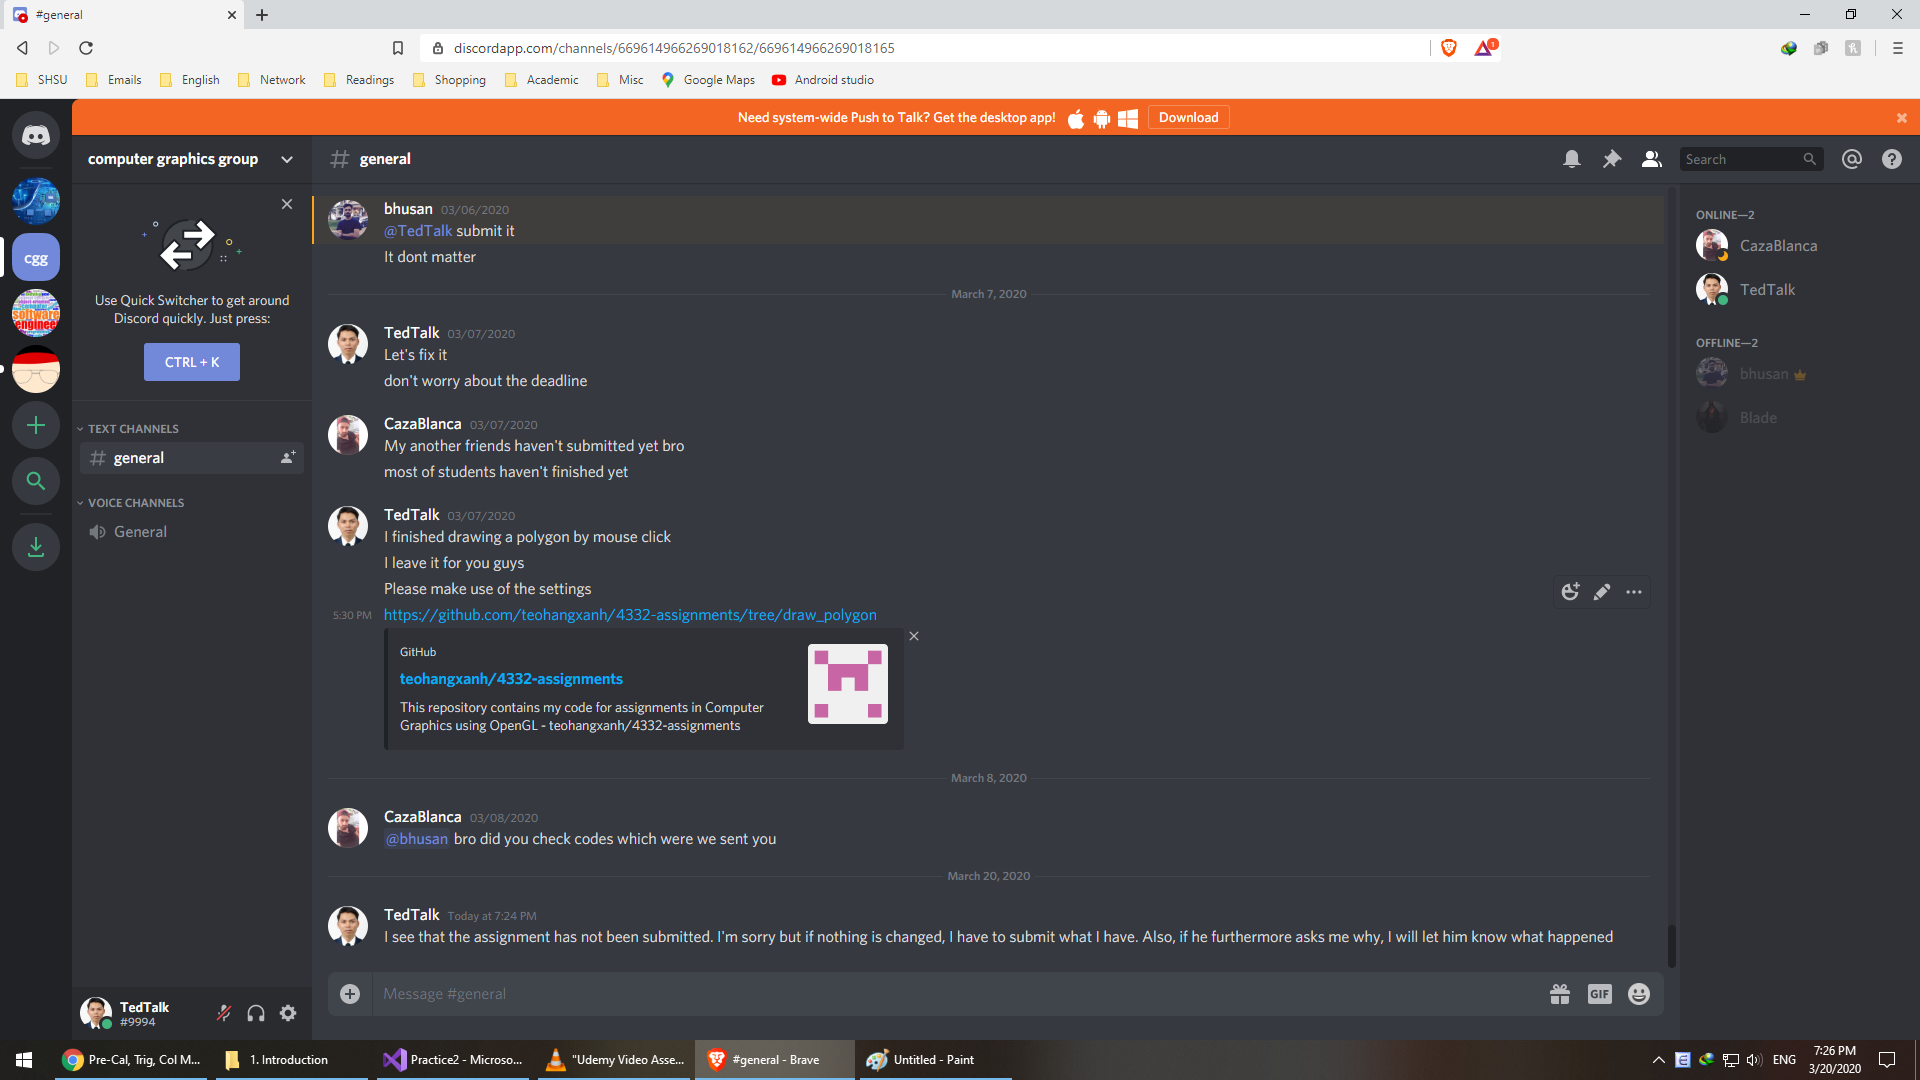 #general
discordapp.com/channels/669614966269018162/669614966269018165
1
SHSU
Emails
English
Network
Readings
Shopping
Academic
Misc
Google Maps
Android studio
Need system-wide Push to Talk? Get the desktop app!
Download
computer graphics group
general
Search
cgg
software
enginee
Use Quick Switcher to get around
Discord quickly. Just press:
CTRL + K
TEXT CHANNELS
general
VOICE CHANNELS
General
bhusan 03/06/2020
@TedTalk submit it
It dont matter
March 7, 2020
TedTalk 03/07/2020
Let's fix it
don't worry about the deadline
CazaBlanca 03/07/2020
My another friends haven't submitted yet bro
most of students haven't finished yet
TedTalk 03/07/2020
I finished drawing a polygon by mouse click
I leave it for you guys
Please make use of the settings
5:30 PM https://github.com/teohangxanh/4332-assignments/tree/draw_polygon
GitHub
teohangxanh/4332-assignments
This repository contains my code for assignments in Computer
Graphics using OpenGL - teohangxanh/4332-assignments
March 8, 2020
CazaBlanca 03/08/2020
@bhusan bro did you check codes which were we sent you
March 20, 2020
TedTalk Today at 7:24 PM
I see that the assignment has not been submitted. I'm sorry but if nothing is changed, I have to submit what I have. Also, if he furthermore asks me why, I will let him know what happened
Message #general
GIF
ONLINE—2
CazaBlanca
TedTalk
OFFLINE—2
bhusan
Blade
TedTalk
#9994
Pre-Cal, Trig, Col M...
1. Introduction
Practice2 - Microso...
"Udemy Video Asse...
#general - Brave
Untitled - Paint
ENG
7:26 PM
3/20/2020